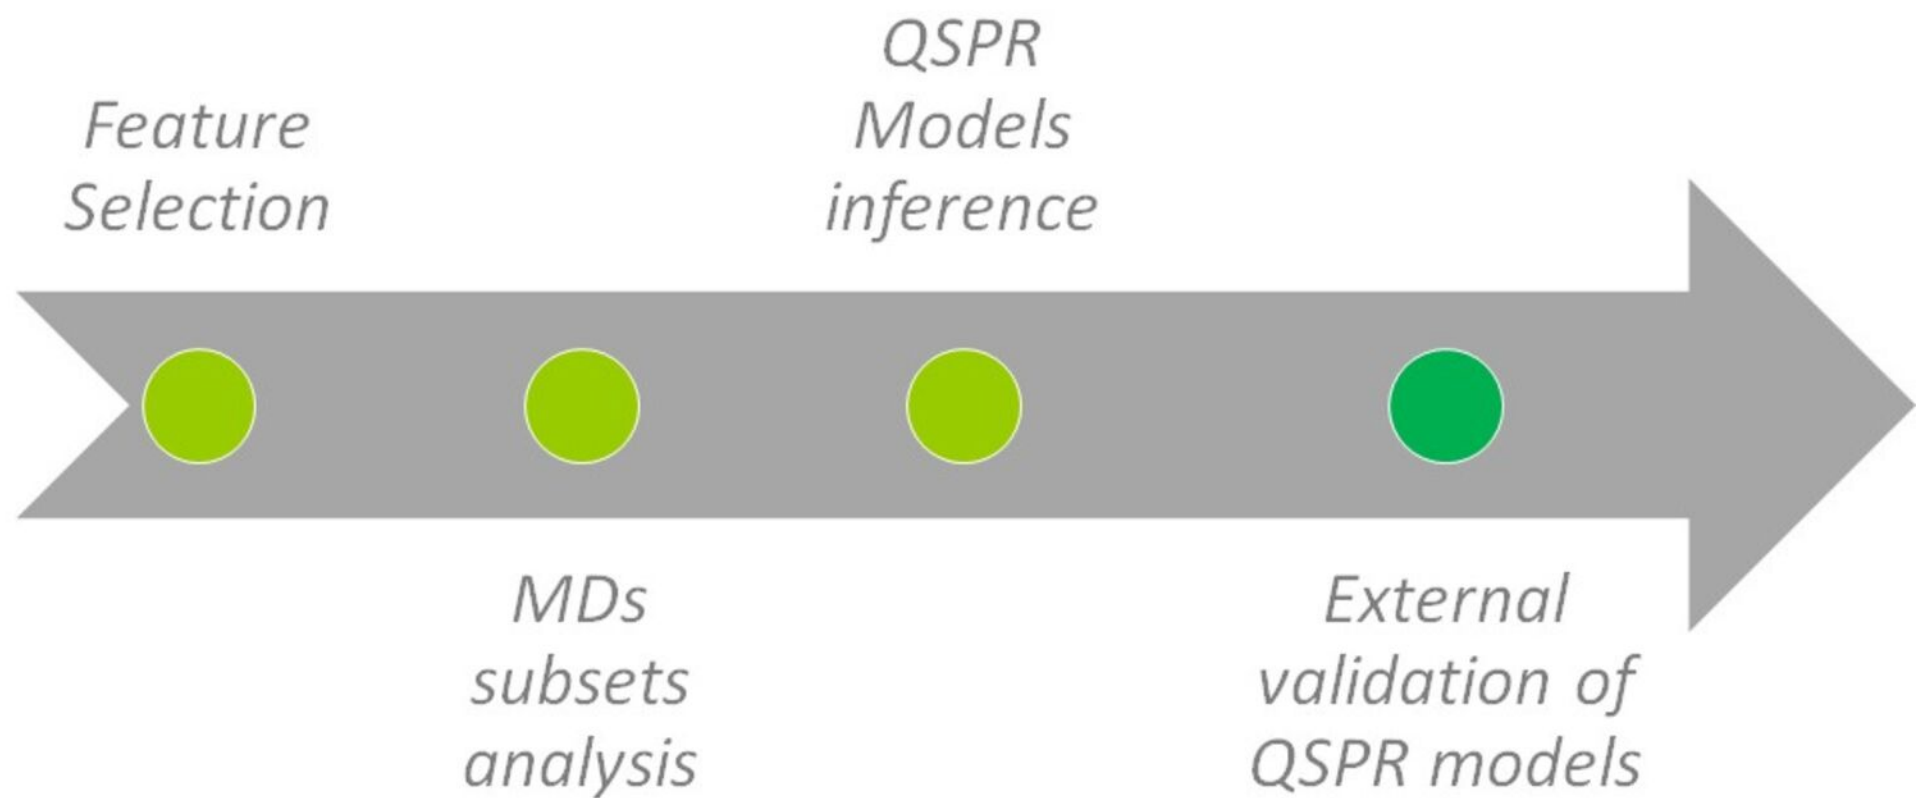 Feature
Selection
MDs
subsets
analysis
QSPR
Models
inference
External
validation of
QSPR models